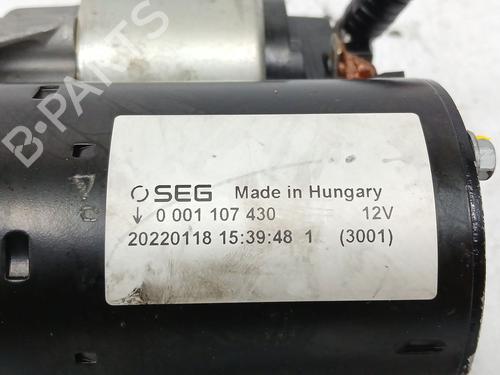 B-PARTS
SEG Made in Hungary
↓ 0 001 107 430 12V
20220118 15:39:48 1 (3001)